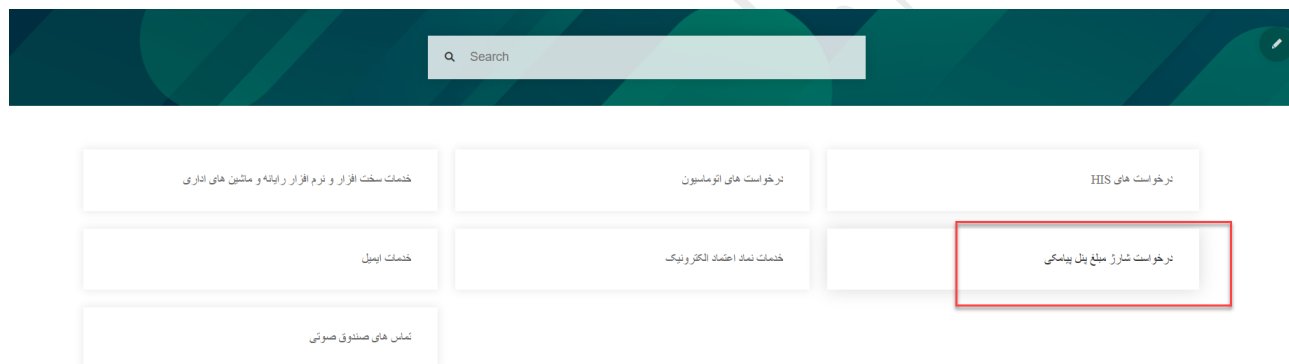 Search
درخواست های HIS
درخواست های اتوماسیون
خدمات سخت افزار و نرم افزار رایانه و ماشین های اداری
درخواست شارژ مبلغ پنل پیامکی
خدمات نماد اعتماد الکترونیک
خدمات ایمیل
تماس های صندوق صوتی